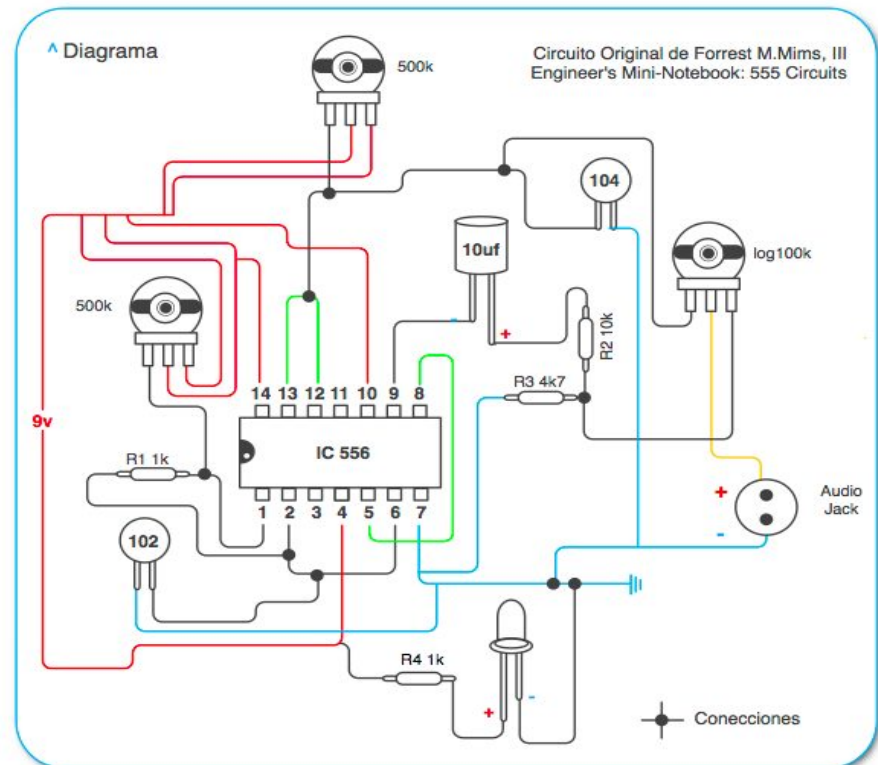 ^ Diagrama
Circuito Original de Forrest M.Mims, III
Engineer's Mini-Notebook: 555 Circuits
500k
104
10uf
log100k
500k
-
+
R2 10k
R3 4k7
14 13 12 11 10 9 8
9v
IC 556
R1 1k
+
Audio
Jack
-
1 2 3 4 5 6 7
102
R4 1k
+
-
Conecciones